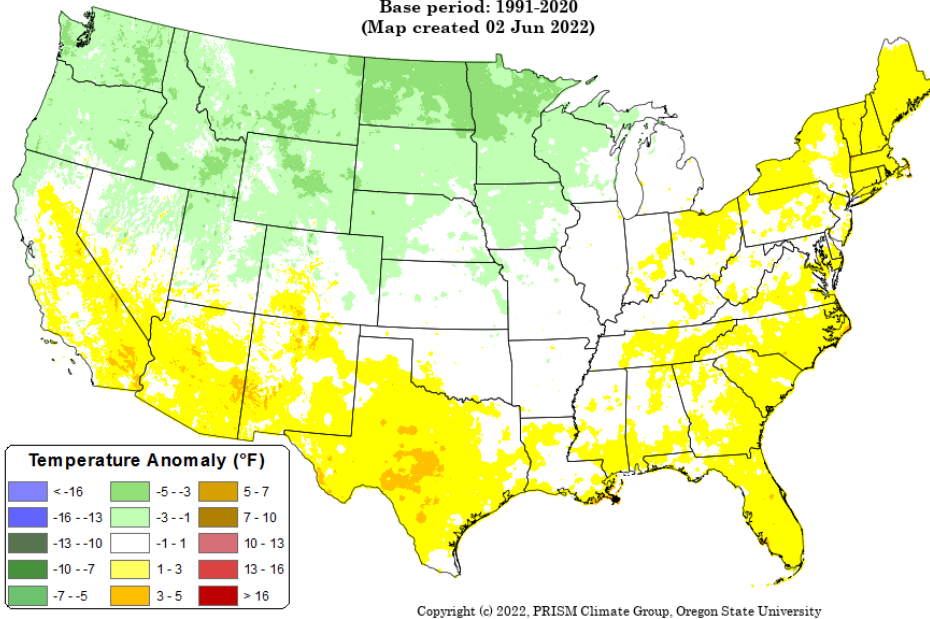 Base period: 1991-2020
(Map created 02 Jun 2022)
Temperature Anomaly (°F)
< -16 -5 - -3 5 - 7
-16 - -13 -3 - -1 7 - 10
-13 - -10 -1 - 1 10 - 13
-10 - -7 1 - 3 13 - 16
-7 - -5 3 - 5 > 16
Copyright (c) 2022, PRISM Climate Group, Oregon State University